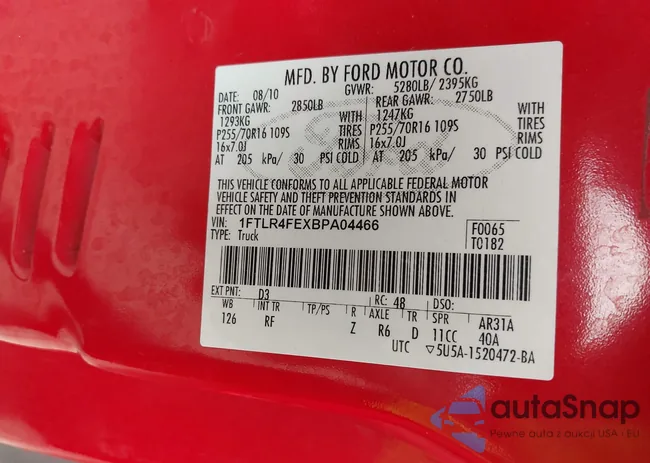 MFD. BY FORD MOTOR CO.
DATE: 08/10 GVWR: 5280LB/ 2395KG
FRONT GAWR: 2850LB REAR GAWR: 2750LB
1293KG WITH 1247KG WITH
P255/70R16 109S TIRES P255/70R16 109S TIRES
16x7.0J RIMS 16x7.0J RIMS
AT 205 kPa/ 30 PSI COLD AT 205 kPa/ 30 PSI COLD
THIS VEHICLE CONFORMS TO ALL APPLICABLE FEDERAL MOTOR
VEHICLE SAFETY AND THEFT PREVENTION STANDARDS IN
EFFECT ON THE DATE OF MANUFACTURE SHOWN ABOVE.
VIN: 1FTLR4FEXBPA04466 F0065
TYPE: Truck T0182
EXT PNT: D3 RC: 48 DSO:
WB INT TR TP/PS R AXLE TR SPR AR31A
126 RF Z R6 D 11CC 40A
UTC ▽5U5A-1520472-BA
autaSnap
Pewne auta z aukcji USA i EU